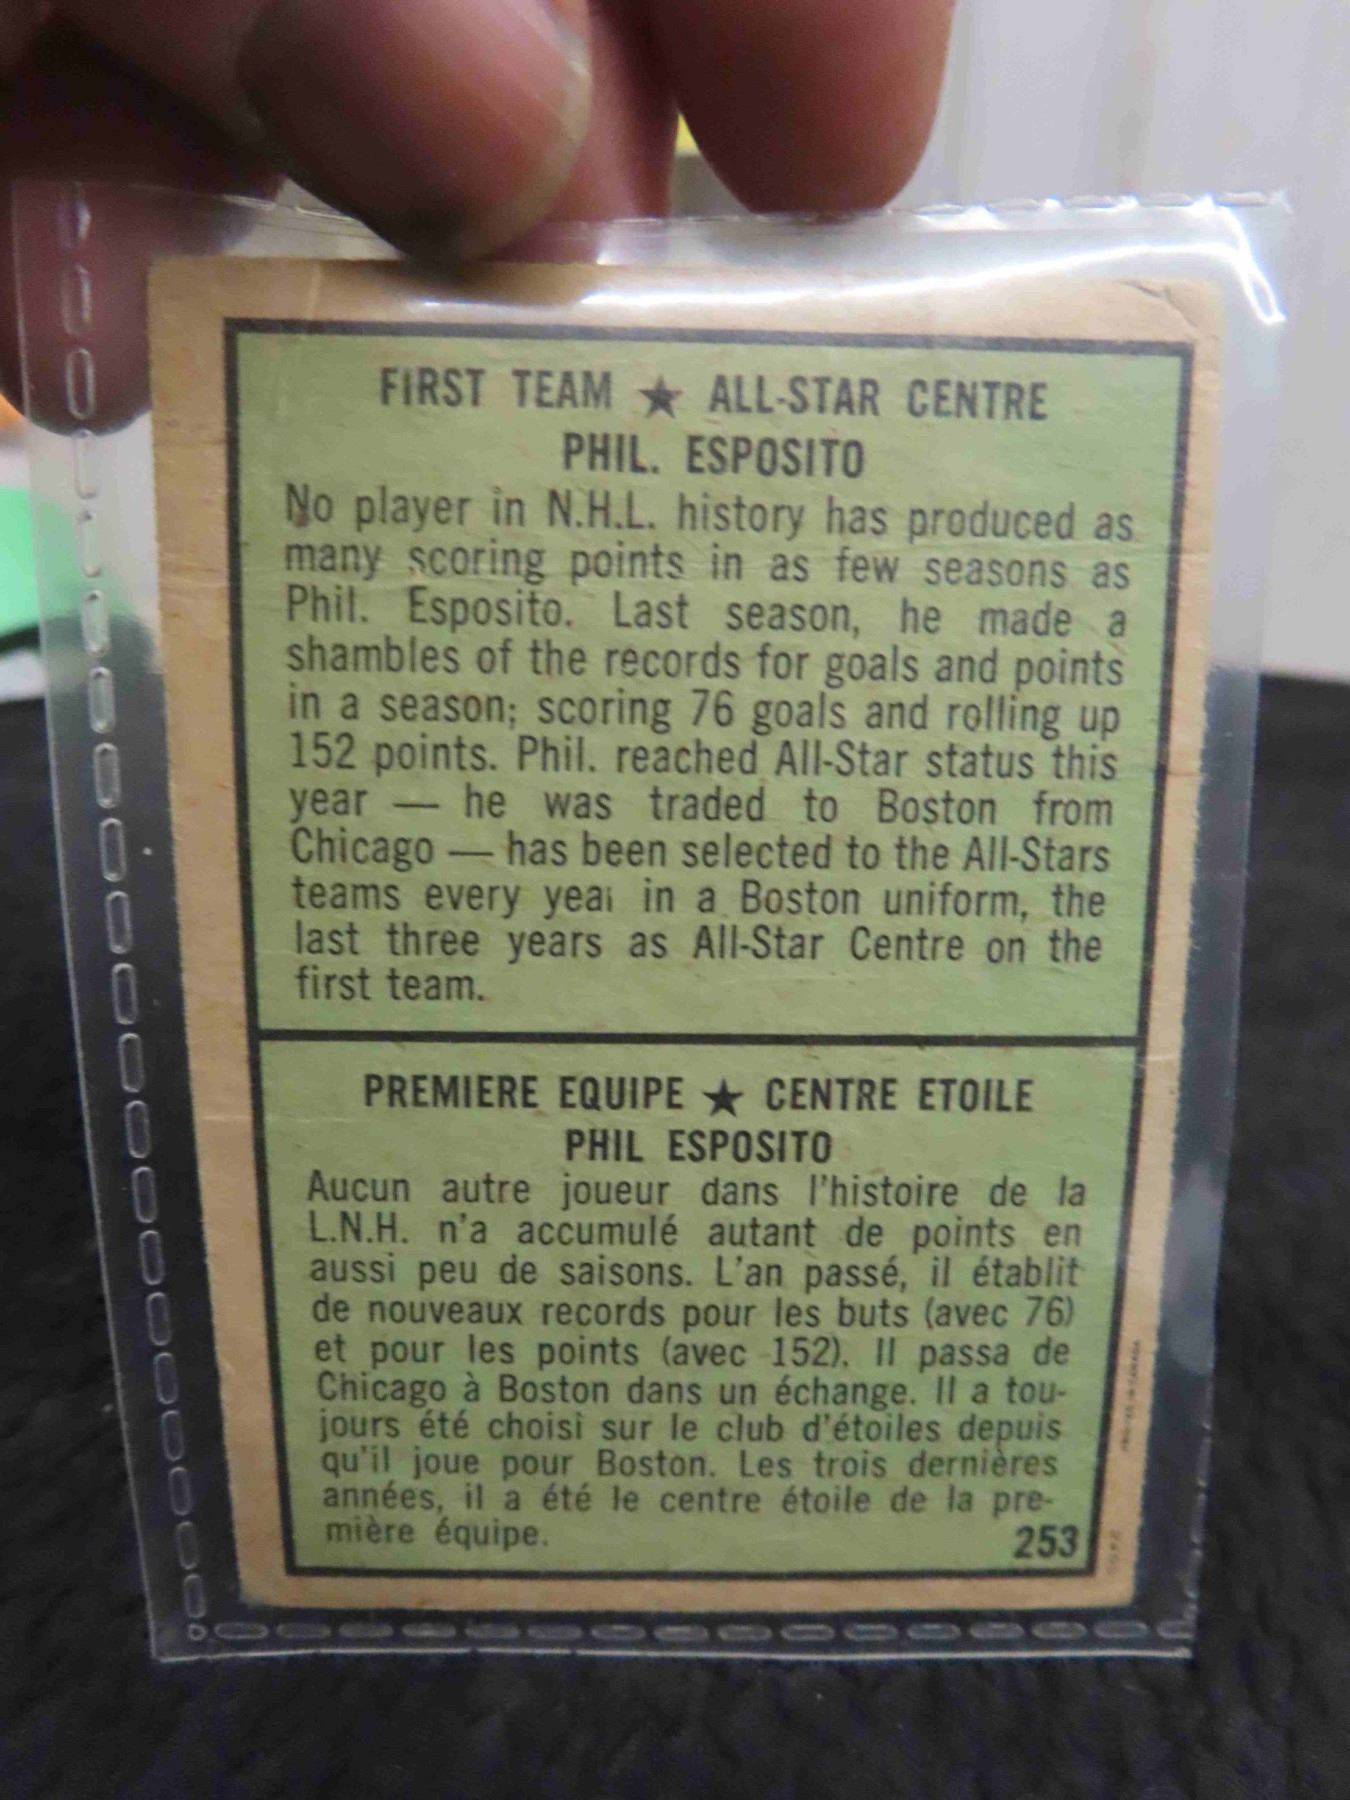 FIRST TEAM ★ ALL-STAR CENTRE
PHIL. ESPOSITO
No player in N.H.L. history has produced as
many scoring points in as few seasons as
Phil. Esposito. Last season, he made a
shambles of the records for goals and points
in a season; scoring 76 goals and rolling up
152 points. Phil. reached All-Star status this
year — he was traded to Boston from
Chicago — has been selected to the All-Stars
teams every year in a Boston uniform, the
last three years as All-Star Centre on the
first team.
PREMIERE EQUIPE ★ CENTRE ETOILE
PHIL ESPOSITO
Aucun autre joueur dans l'histoire de la
L.N.H. n'a accumulé autant de points en
aussi peu de saisons. L'an passé, il établit
de nouveaux records pour les buts (avec 76)
et pour les points (avec 152). Il passa de
Chicago à Boston dans un échange. Il a tou-
jours été choisi sur le club d'étoiles depuis
qu'il joue pour Boston. Les trois dernières
années, il a été le centre étoile de la pre-
mière équipe.
253
PRINTED IN CANADA